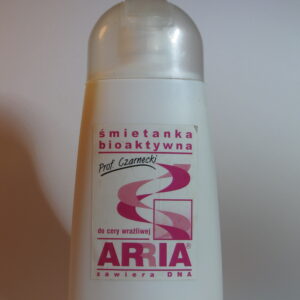 śmietanka
bioaktywna
Prof. Czarnecki
do cery wrażliwej
ARRIA®
zawiera DNA